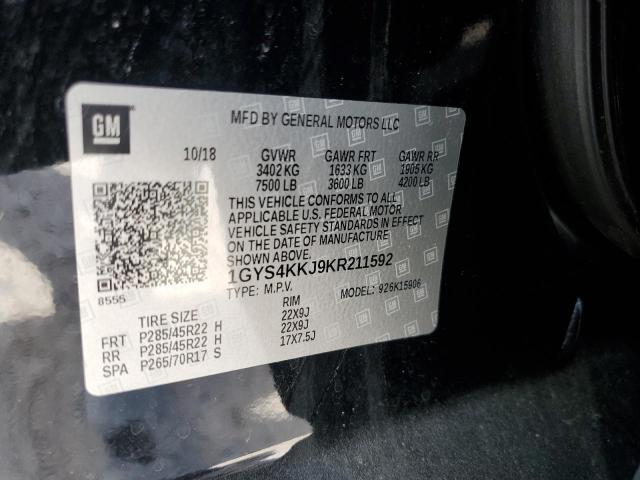 GM
MFD BY GENERAL MOTORS LLC
10/18 GVWR GAWR FRT GAWR RR
3402 KG 1633 KG 1905 KG
7500 LB 3600 LB 4200 LB
THIS VEHICLE CONFORMS TO ALL
APPLICABLE U.S. FEDERAL MOTOR
VEHICLE SAFETY STANDARDS IN EFFECT
ON THE DATE OF MANUFACTURE
SHOWN ABOVE.
1GYS4KKJ9KR211592
8555 TYPE: M.P.V. MODEL: 926K15906
TIRE SIZE RIM
FRT P285/45R22 H 22X9J
RR P285/45R22 H 22X9J
SPA P265/70R17 S 17X7.5J